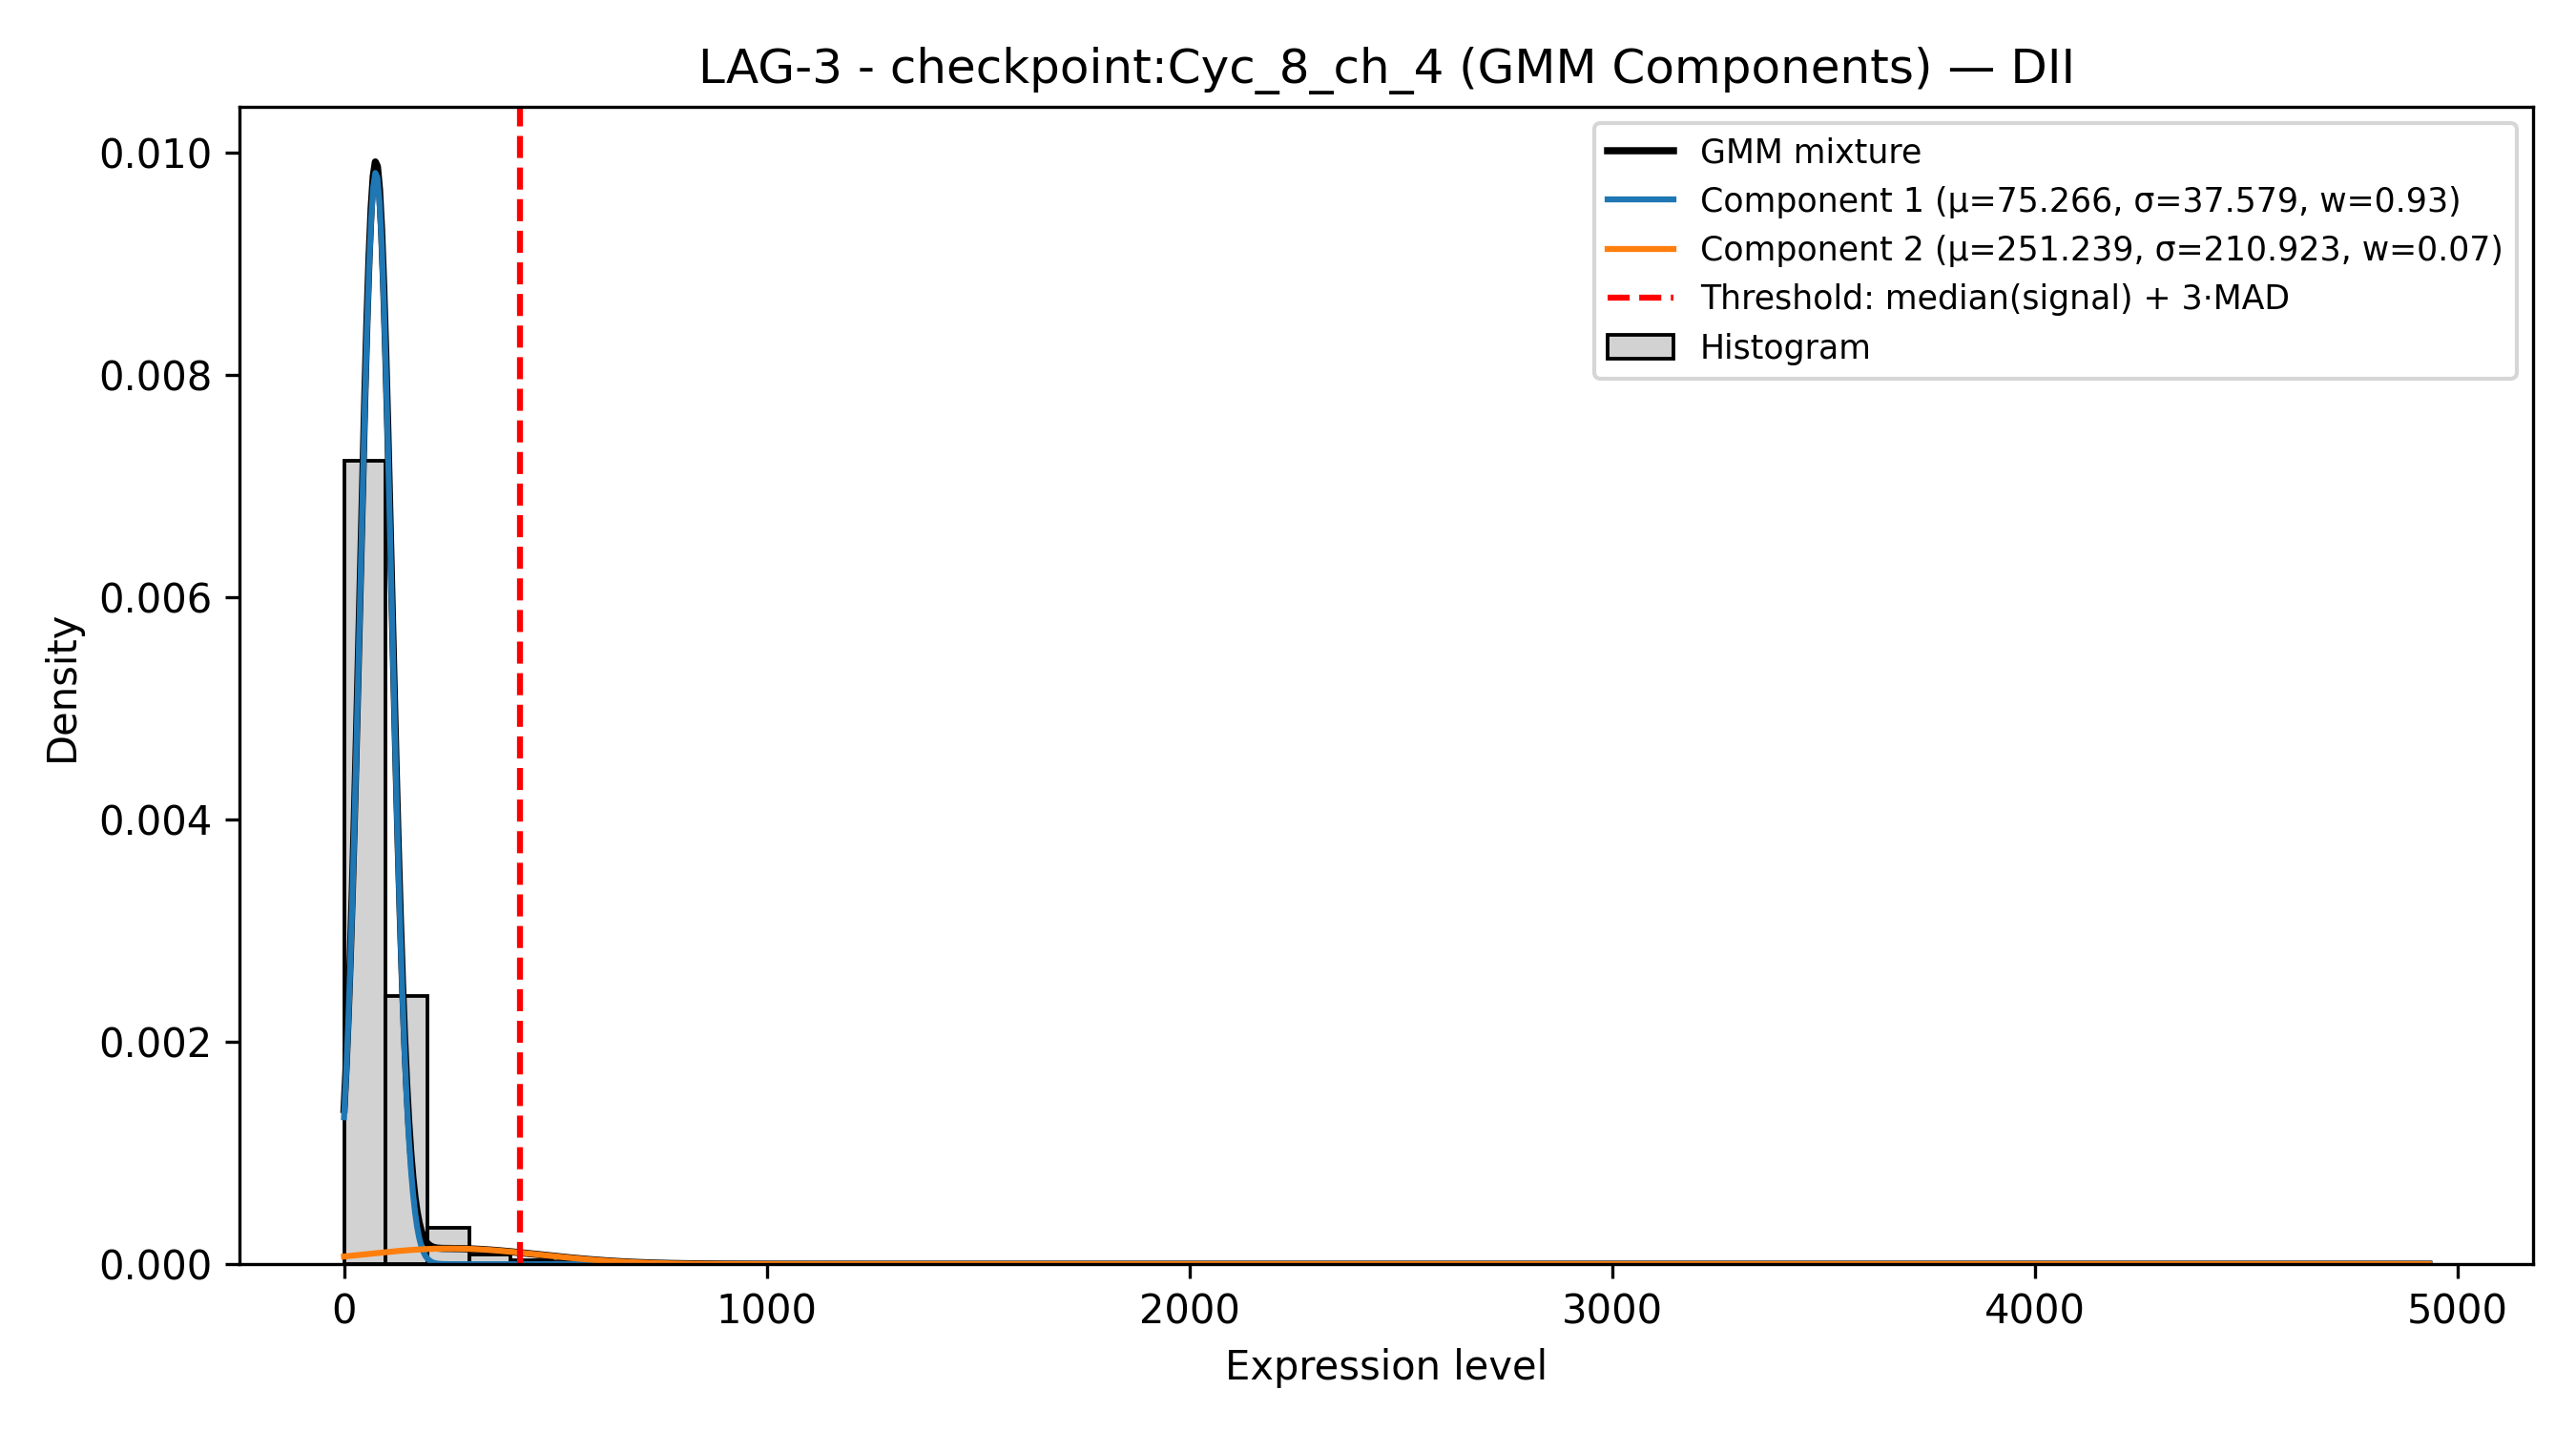 LAG-3 - checkpoint:Cyc_8_ch_4 (GMM Components) — DII
GMM mixture
Component 1 (μ=75.266, σ=37.579, w=0.93)
Component 2 (μ=251.239, σ=210.923, w=0.07)
Threshold: median(signal) + 3·MAD
Histogram
Density
0.010
0.008
0.006
0.004
0.002
0.000
0 1000 2000 3000 4000 5000
Expression level